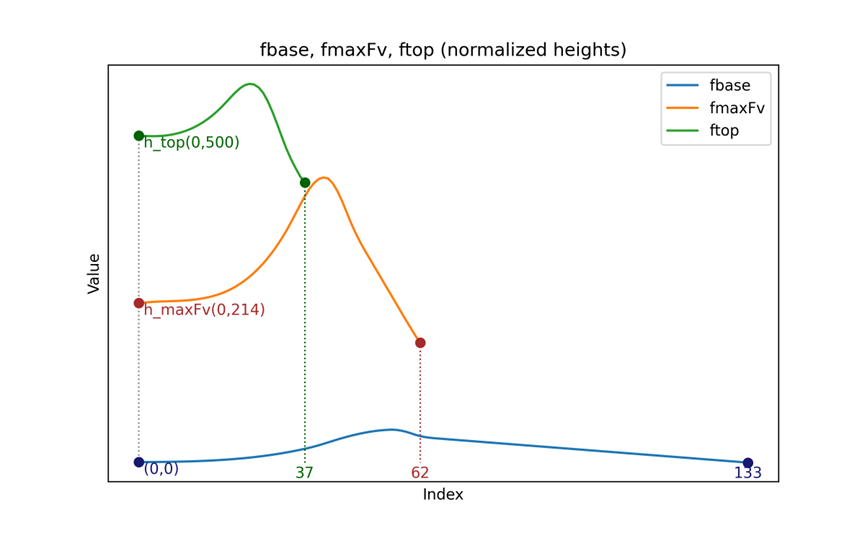 fbase, fmaxFv, ftop (normalized heights)
fbase
fmaxFv
ftop
h_top(0,500)
h_maxFv(0,214)
Value
(0,0)
37
62
133
Index